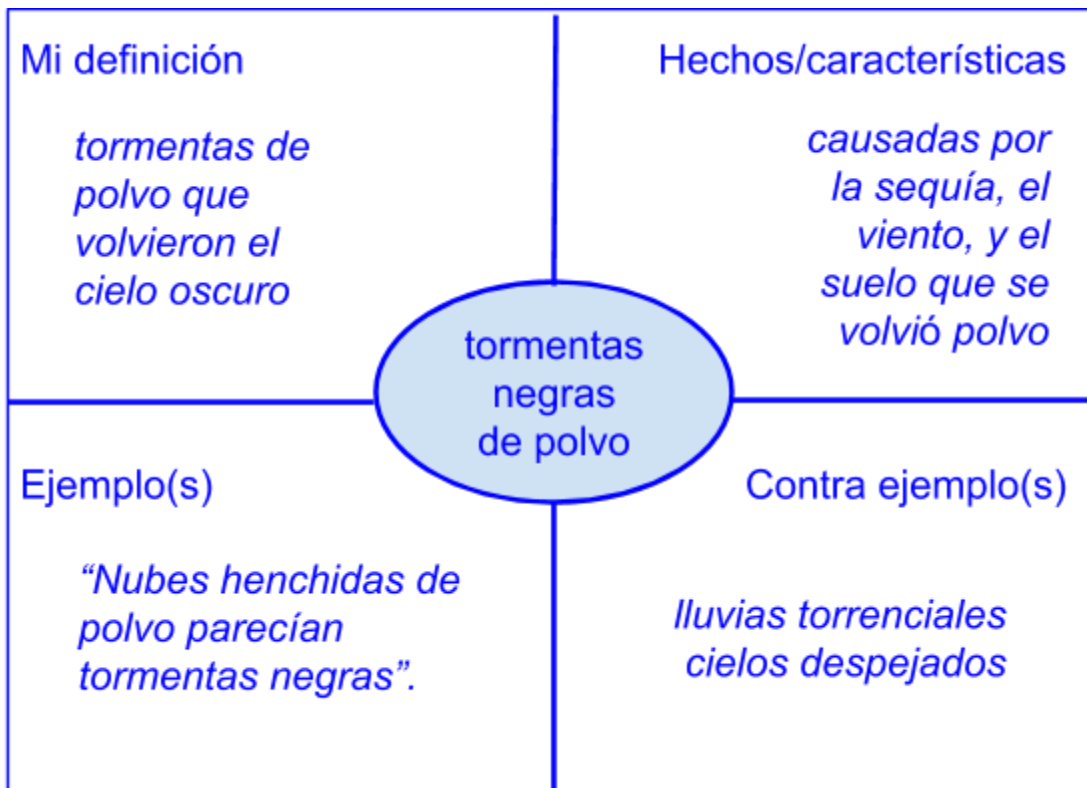 Mi definición
tormentas de
polvo que
volvieron el
cielo oscuro
Hechos/características
causadas por
la sequía, el
viento, y el
suelo que se
volvió polvo
tormentas
negras
de polvo
Ejemplo(s)
“Nubes henchidas de
polvo parecían
tormentas negras”.
Contra ejemplo(s)
lluvias torrenciales
cielos despejados